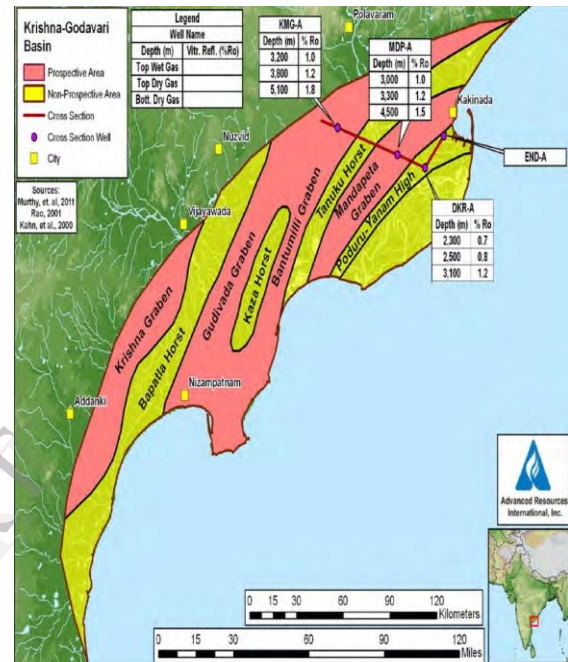 Krishna-Godavari
Basin
Prospective Area
Non-Prospective Area
Cross Section
Cross Section Well
City
Sources:
Murthy, et. al, 2011
Rao, 2001
Kahn, et al., 2000
Legend
Well Name
Depth (m) Vitr. Refl. (%Ro)
Top Wet Gas
Top Dry Gas
Bott. Dry Gas
KMG-A
Depth (m) % Ro
3,200 1.0
3,800 1.2
5,100 1.8
Polavaram
MDP-A
Depth (m) % Ro
3,000 1.0
3,300 1.2
4,500 1.5
Kakinada
Nuzvid
END-A
Vijayawada
DKR-A
Depth (m) % Ro
2,300 0.7
2,500 0.8
3,100 1.2
Tanuku Horst
Mandapeta
Graben
Poduru-Yanam High
Bantumilli Graben
Kaza Horst
Gudivada Graben
Krishna Graben
Bapatla Horst
Nizampatnam
Addanki
Advanced Resources
International, Inc.
0 15 30 60 90 120
Kilometers
0 15 30 60 90 120
Miles